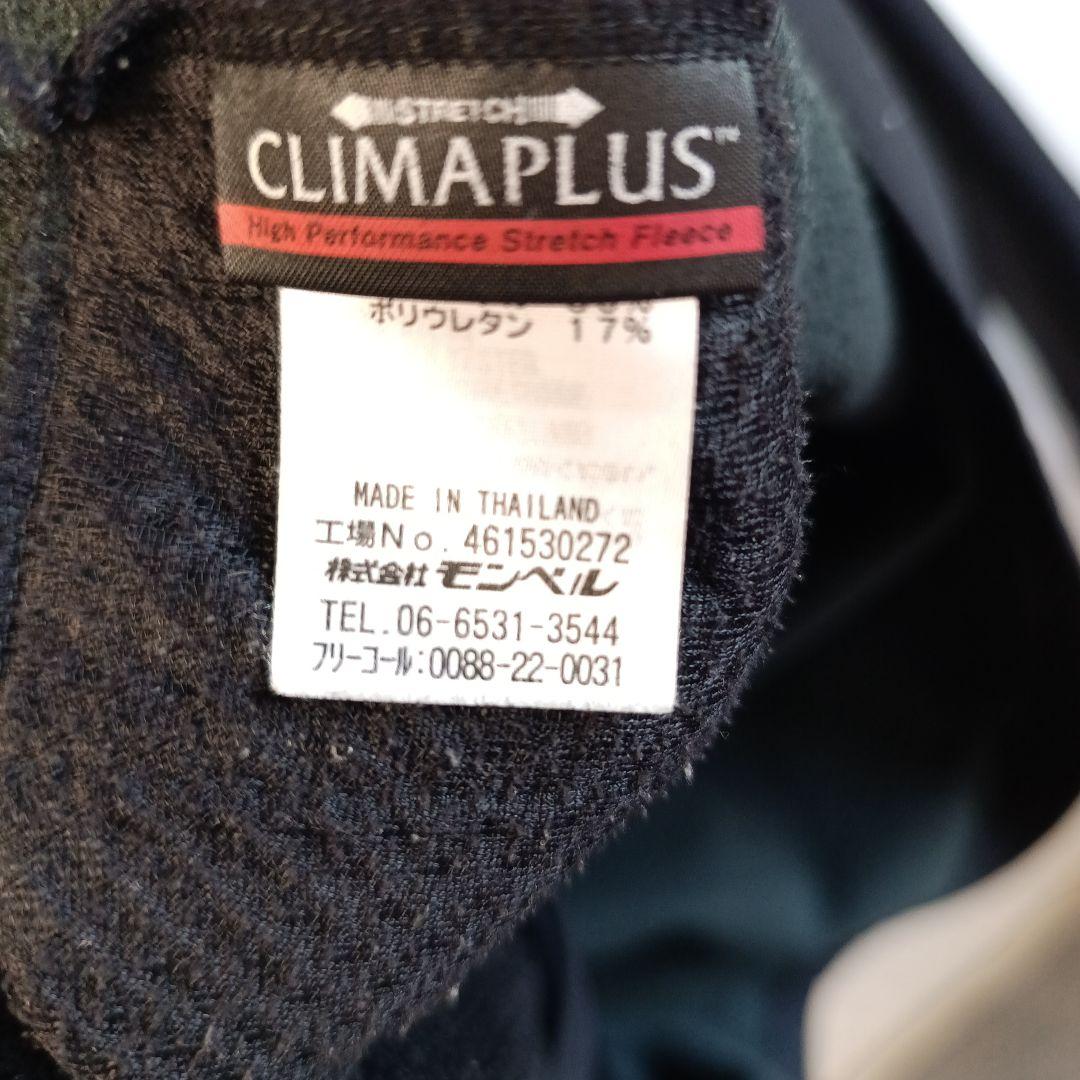 STRETCH
CLIMAPLUS™
High Performance Stretch Fleece
ポリウレタン 17%
MADE IN THAILAND
工場No. 461530272
株式会社 モンベル
TEL.06-6531-3544
フリーコール:0088-22-0031